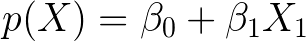 p(X) = β₀ + β₁X₁